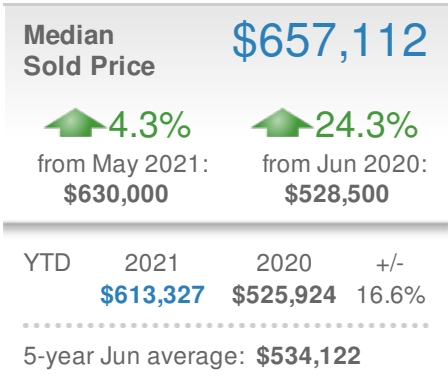 Median $657,112
Sold Price
4.3% 24.3%
from May 2021: from Jun 2020:
$630,000 $528,500
YTD 2021 2020 +/-
$613,327 $525,924 16.6%
5-year Jun average: $534,122